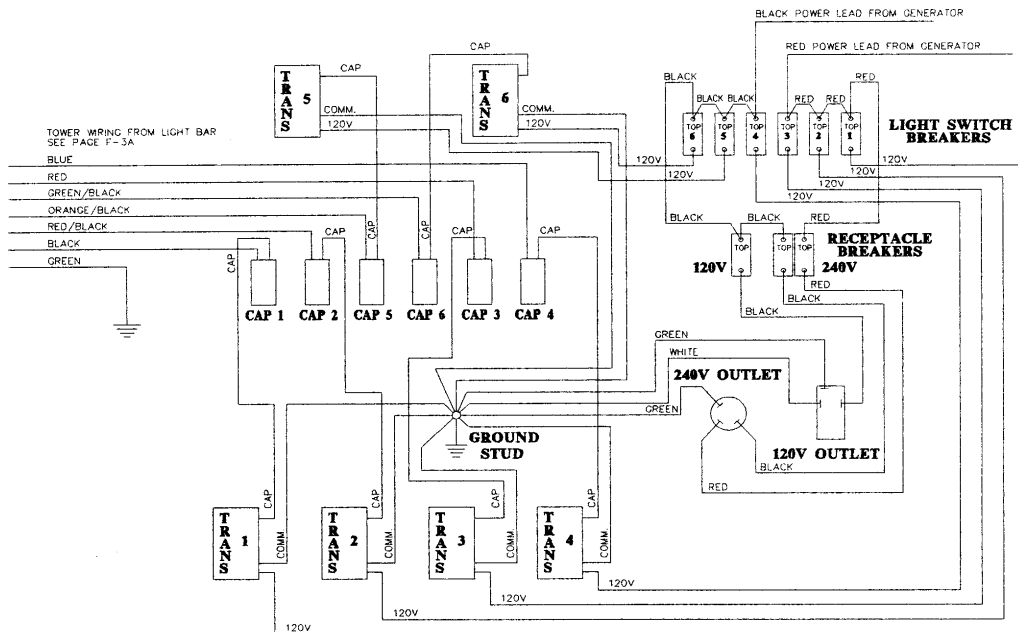 BLACK POWER LEAD FROM GENERATOR
RED POWER LEAD FROM GENERATOR
CAP
CAP
TRANS 5
TRANS 6
COMM.
120V
COMM.
120V
BLACK
BLACK BLACK
RED RED
RED
TOP 6
TOP 5
TOP 4
TOP 3
TOP 2
TOP 1
LIGHT SWITCH
BREAKERS
120V
120V
120V
120V
120V
120V
TOWER WIRING FROM LIGHT BAR
SEE PAGE F-3A
BLUE
RED
GREEN/BLACK
ORANGE/BLACK
RED/BLACK
BLACK
GREEN
CAP
CAP
CAP
CAP
CAP
CAP
CAP 1
CAP 2
CAP 5
CAP 6
CAP 3
CAP 4
BLACK
BLACK
RED
TOP
TOP
TOP
RECEPTACLE
BREAKERS
120V
240V
RED
BLACK
BLACK
GREEN
WHITE
240V OUTLET
GREEN
120V OUTLET
BLACK
RED
GROUND
STUD
CAP
COMM.
CAP
COMM.
CAP
COMM.
CAP
COMM.
TRANS 1
TRANS 2
TRANS 3
TRANS 4
120V
120V
120V
120V